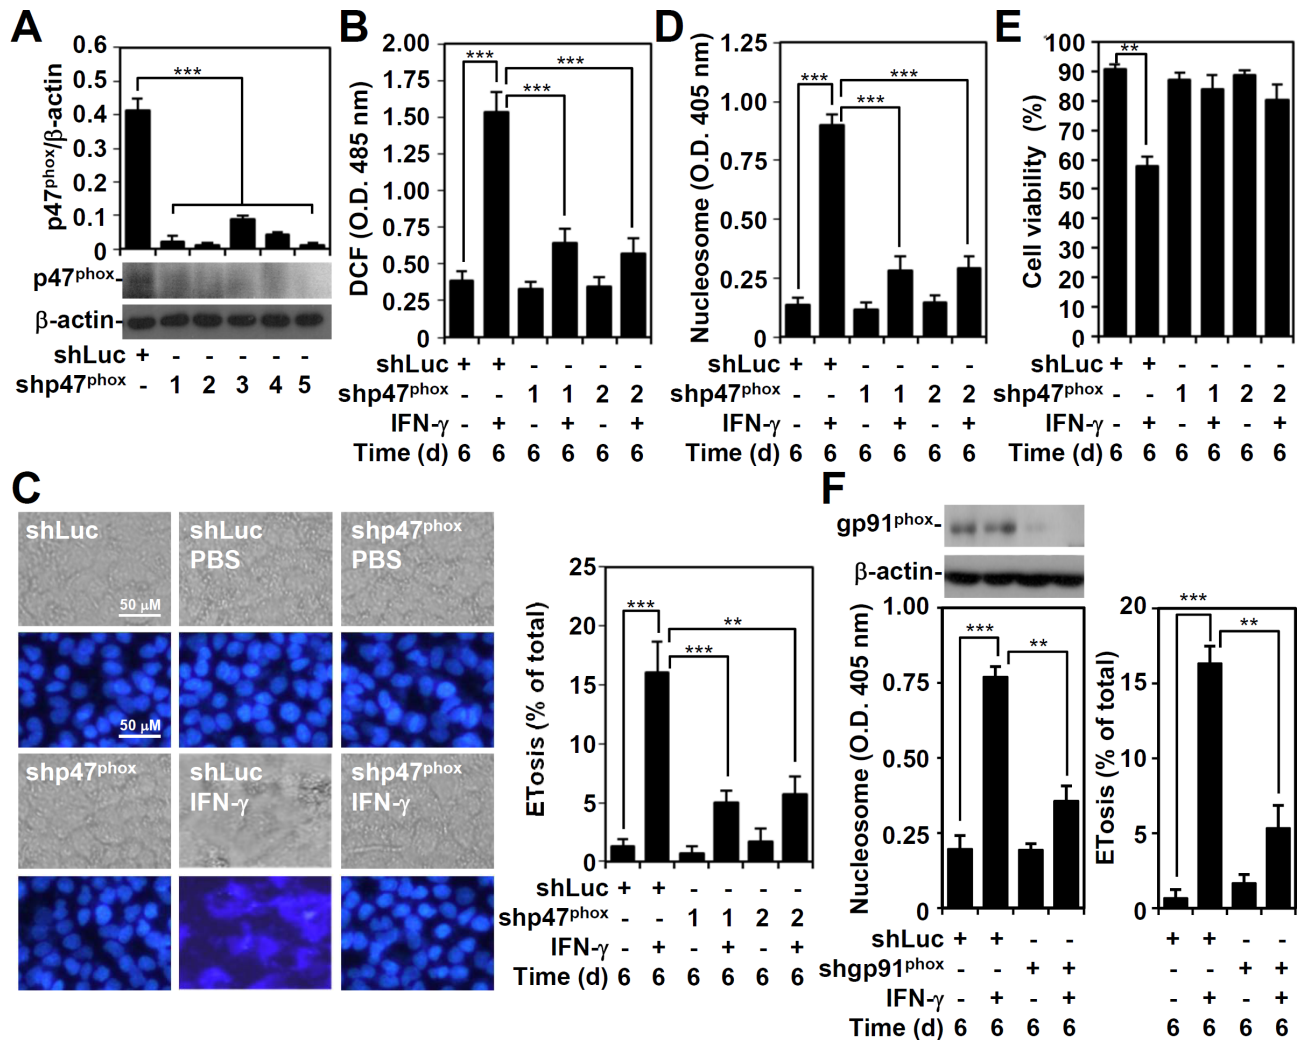 A
p47phox/β-actin
0.6
0.5
0.4
0.3
0.2
0.1
0
***
p47phox-
β-actin-
shLuc + - - - - -
shp47phox - 1 2 3 4 5
B
DCF (O.D. 485 nm)
2.00
1.75
1.50
1.25
1.00
0.75
0.50
0.25
0
***
***
***
shLuc + + - - - -
shp47phox - - 1 1 2 2
IFN-γ - + - + - +
Time (d) 6 6 6 6 6 6
D
Nucleosome (O.D. 405 nm)
1.25
1.00
0.75
0.50
0.25
0
***
***
***
shLuc + + - - - -
shp47phox - - 1 1 2 2
IFN-γ - + - + - +
Time (d) 6 6 6 6 6 6
E
Cell viability (%)
100
90
80
70
60
50
40
30
20
10
0
**
shLuc + + - - - -
shp47phox - - 1 1 2 2
IFN-γ - + - + - +
Time (d) 6 6 6 6 6 6
C
shLuc
50 µM
shLuc
PBS
shp47phox
PBS
50 µM
shp47phox
shLuc
IFN-γ
shp47phox
IFN-γ
ETosis (% of total)
25
20
15
10
5
0
***
**
***
shLuc + + - - - -
shp47phox - - 1 1 2 2
IFN-γ - + - + - +
Time (d) 6 6 6 6 6 6
F
gp91phox-
β-actin-
Nucleosome (O.D. 405 nm)
1.00
0.75
0.50
0.25
0
***
**
shLuc + + - -
shgp91phox - - + +
IFN-γ - + - +
Time (d) 6 6 6 6
ETosis (% of total)
20
15
10
5
0
***
**
+ + - -
- - + +
- + - +
6 6 6 6